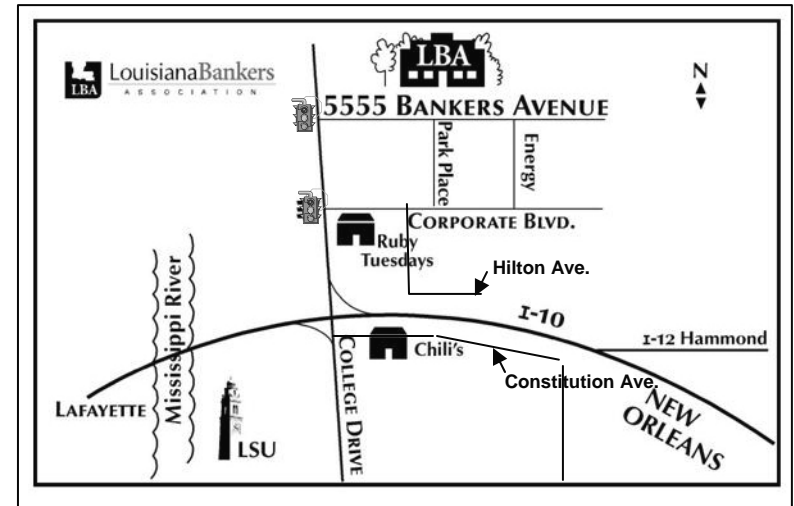 LBA
LouisianaBankers
ASSOCIATION
LBA
N
5555 BANKERS AVENUE
Park Place
Energy
CORPORATE BLVD.
Ruby
Tuesdays
Hilton Ave.
Mississippi River
I-10
I-12 Hammond
Chili's
Constitution Ave.
LAFAYETTE
LSU
COLLEGE DRIVE
NEW
ORLEANS